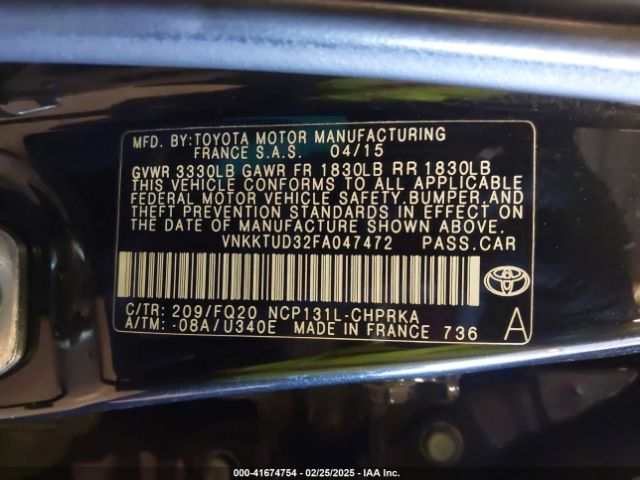 MFD. BY:TOYOTA MOTOR MANUFACTURING
FRANCE S.A.S. 04/15
GVWR 3330LB GAWR FR 1830LB RR 1830LB
THIS VEHICLE CONFORMS TO ALL APPLICABLE
FEDERAL MOTOR VEHICLE SAFETY,BUMPER,AND
THEFT PREVENTION STANDARDS IN EFFECT ON
THE DATE OF MANUFACTURE SHOWN ABOVE.
VNKKTUD32FA047472 PASS.CAR
C/TR: 209/FQ20 NCP131L-CHPRKA
A/TM: -08A/U340E MADE IN FRANCE 736
A
000-41674754 — 02/25/2025 — IAA Inc.